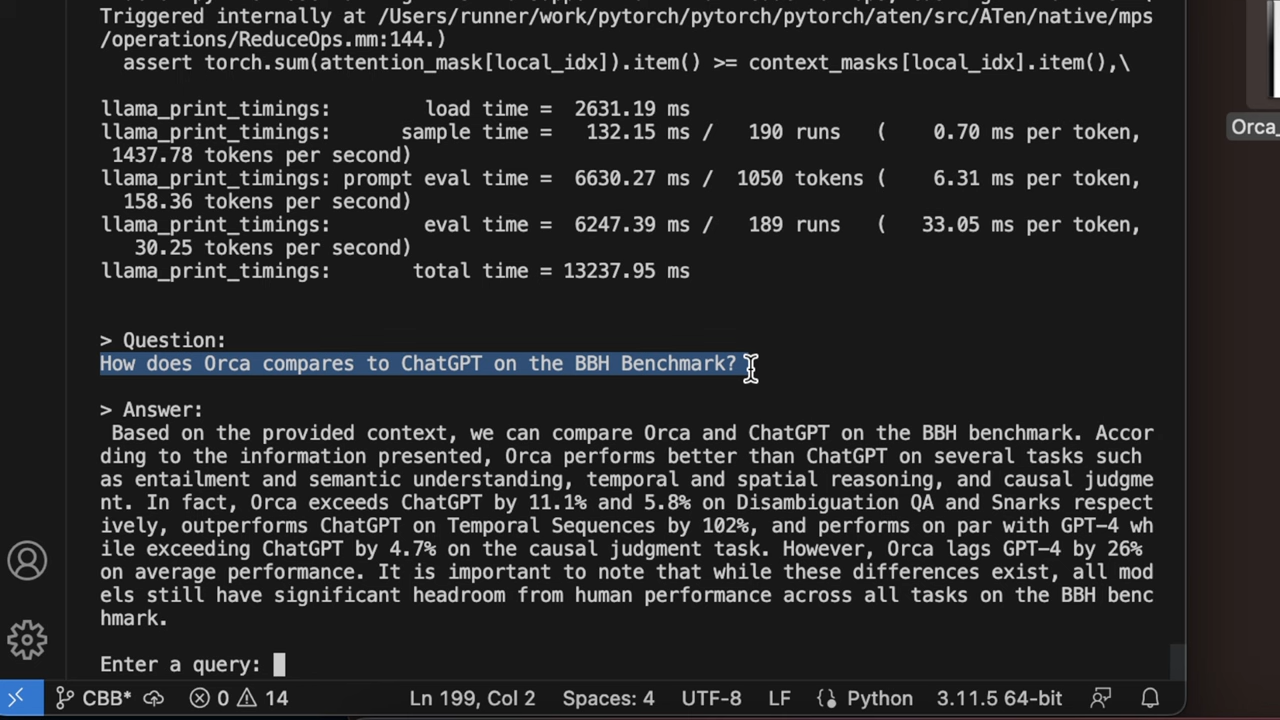 Triggered internally at /Users/runner/work/pytorch/pytorch/aten/src/ATen/native/mps
/operations/ReduceOps.mm:144.)
  assert torch.sum(attention_mask[local_idx]).item() >= context_masks[local_idx].item(),\
llama_print_timings:        load time =  2631.19 ms
llama_print_timings:      sample time =   132.15 ms /   190 runs   (    0.70 ms per token,
 1437.78 tokens per second)
llama_print_timings: prompt eval time =  6630.27 ms /  1050 tokens (    6.31 ms per token,
  158.36 tokens per second)
llama_print_timings:        eval time =  6247.39 ms /   189 runs   (   33.05 ms per token,
   30.25 tokens per second)
llama_print_timings:       total time = 13237.95 ms
> Question:
How does Orca compares to ChatGPT on the BBH Benchmark?
> Answer:
 Based on the provided context, we can compare Orca and ChatGPT on the BBH benchmark. Accor
ding to the information presented, Orca performs better than ChatGPT on several tasks such
as entailment and semantic understanding, temporal and spatial reasoning, and causal judgme
nt. In fact, Orca exceeds ChatGPT by 11.1% and 5.8% on Disambiguation QA and Snarks respect
ively, outperforms ChatGPT on Temporal Sequences by 102%, and performs on par with GPT-4 wh
ile exceeding ChatGPT by 4.7% on the causal judgment task. However, Orca lags GPT-4 by 26%
on average performance. It is important to note that while these differences exist, all mod
els still have significant headroom from human performance across all tasks on the BBH benc
hmark.
Enter a query:
CBB* 0 14 Ln 199, Col 2 Spaces: 4 UTF-8 LF Python 3.11.5 64-bit
Orca_